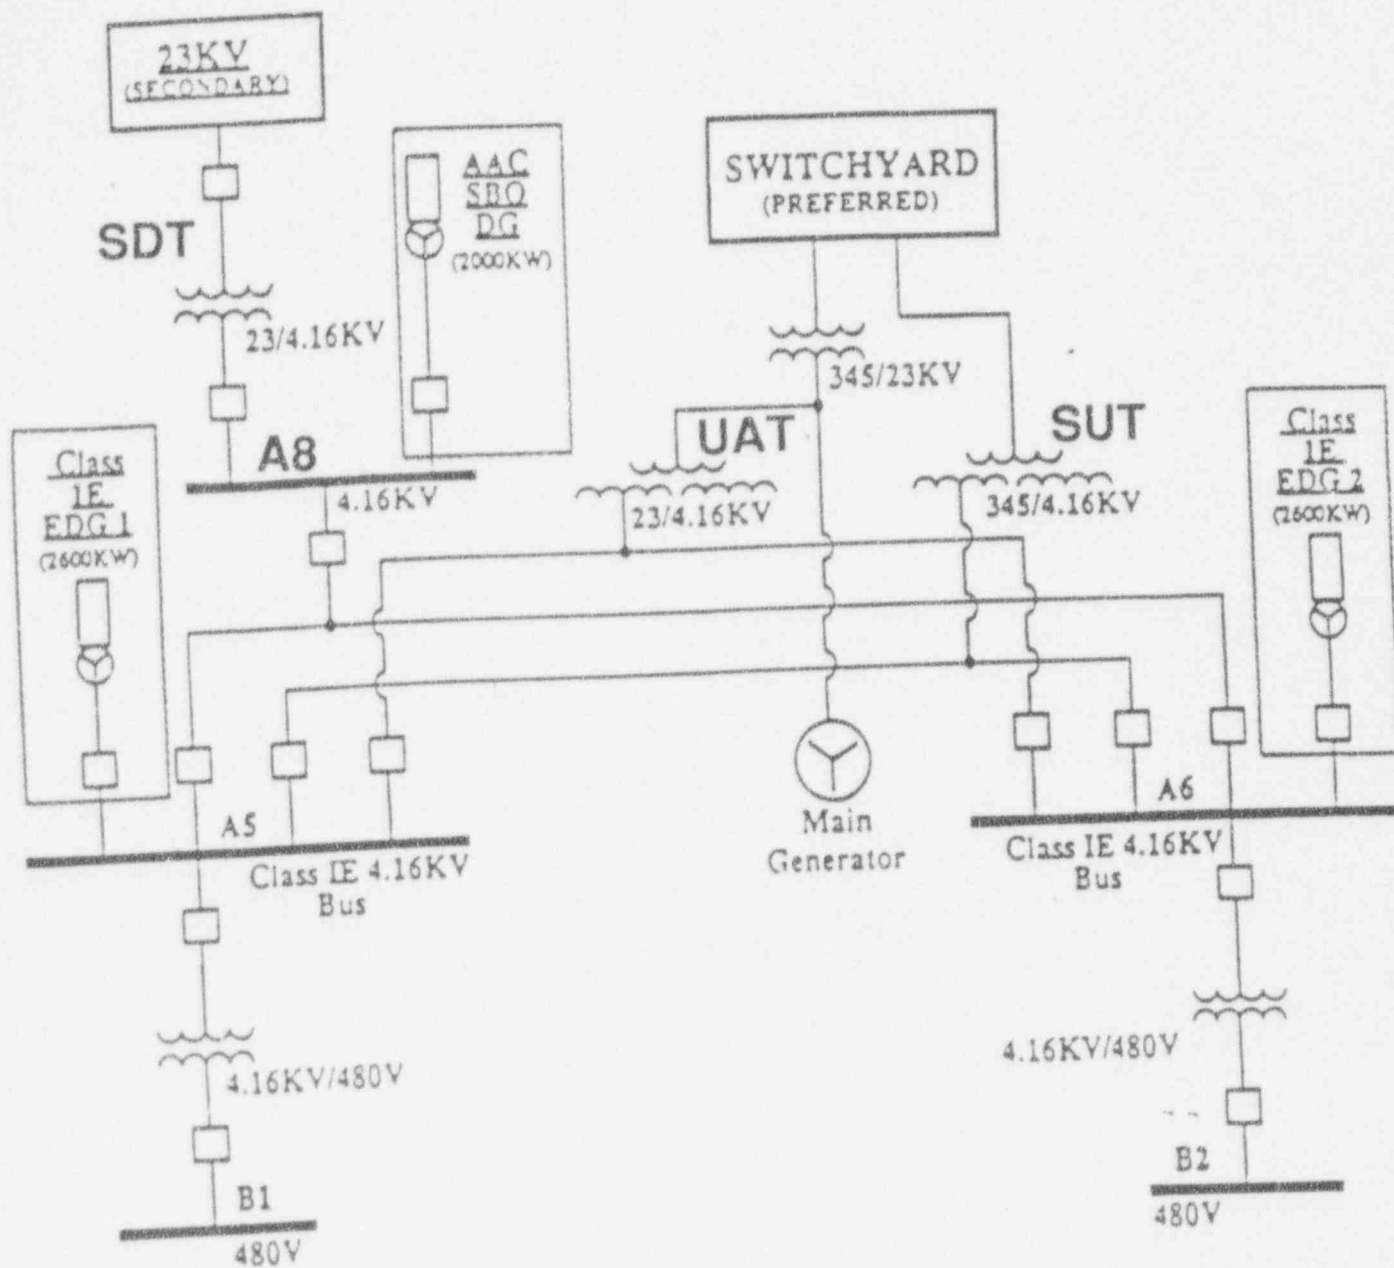 23KV
(SECONDARY)
AAC
SBO
DG
(2000KW)
SWITCHYARD
(PREFERRED)
SDT
23/4.16KV
345/23KV
Class
1E
EDG 1
(2600KW)
A8
4.16KV
UAT
23/4.16KV
SUT
345/4.16KV
Class
1E
EDG 2
(2600KW)
A5
Class IE 4.16KV
Bus
Main
Generator
A6
Class IE 4.16KV
Bus
4.16KV/480V
4.16KV/480V
B1
480V
B2
480V